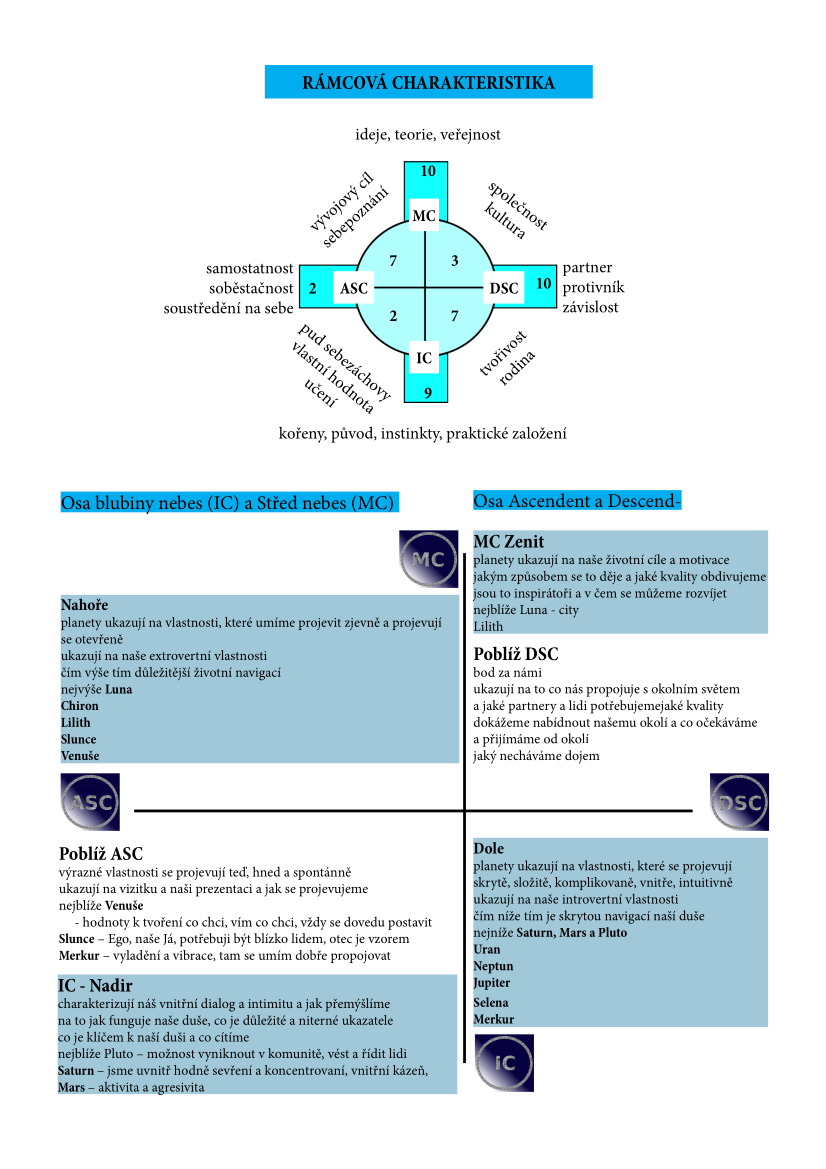 RÁMCOVÁ CHARAKTERISTIKA
ideje, teorie, veřejnost
10
vývojový cíl
sebepoznání
společnost
kultura
MC
7
3
samostatnost
soběstačnost
soustředění na sebe
2
ASC
DSC
10
partner
protivník
závislost
2
7
pud sebezáchovy
vlastní hodnota
učení
IC
tvořivost
rodina
9
kořeny, původ, instinkty, praktické založení
Osa blubiny nebes (IC) a Střed nebes (MC)
Osa Ascendent a Descend-
MC
MC Zenit
planety ukazují na naše životní cíle a motivace
jakým způsobem se to děje a jaké kvality obdivujeme
jsou to inspirátoři a v čem se můžeme rozvíjet
nejblíže Luna - city
Lilith
Nahoře
planety ukazují na vlastnosti, které umíme projevit zjevně a projevují
se otevřeně
ukazují na naše extrovertní vlastnosti
čím výše tím důležitější životní navigací
nejvýše Luna
Chiron
Lilith
Slunce
Venuše
Poblíž DSC
bod za námi
ukazují na to co nás propojuje s okolním světem
a jaké partnery a lidi potřebujemejaké kvality
dokážeme nabídnout našemu okolí a co očekáváme
a přijímáme od okolí
jaký necháváme dojem
ASC
DSC
Poblíž ASC
výrazné vlastnosti se projevují teď, hned a spontánně
ukazují na vizitku a naši prezentaci a jak se projevujeme
nejblíže Venuše
- hodnoty k tvoření co chci, vím co chci, vždy se dovedu postavit
Slunce – Ego, naše Já, potřebuji být blízko lidem, otec je vzorem
Merkur – vyladění a vibrace, tam se umím dobře propojovat
IC - Nadir
charakterizují náš vnitřní dialog a intimitu a jak přemýšlíme
na to jak funguje naše duše, co je důležité a niterné ukazatele
co je klíčem k naší duši a co cítíme
nejblíže Pluto – možnost vyniknout v komunitě, vést a řídit lidi
Saturn – jsme uvnitř hodně sevření a koncentrovaní, vnitřní kázeň,
Mars – aktivita a agresivita
Dole
planety ukazují na vlastnosti, které se projevují
skrytě, složitě, komplikovaně, vnitře, intuitivně
ukazují na naše introvertní vlastnosti
čím níže tím je skrytou navigací naší duše
nejníže Saturn, Mars a Pluto
Uran
Neptun
Jupiter
Selena
Merkur
IC